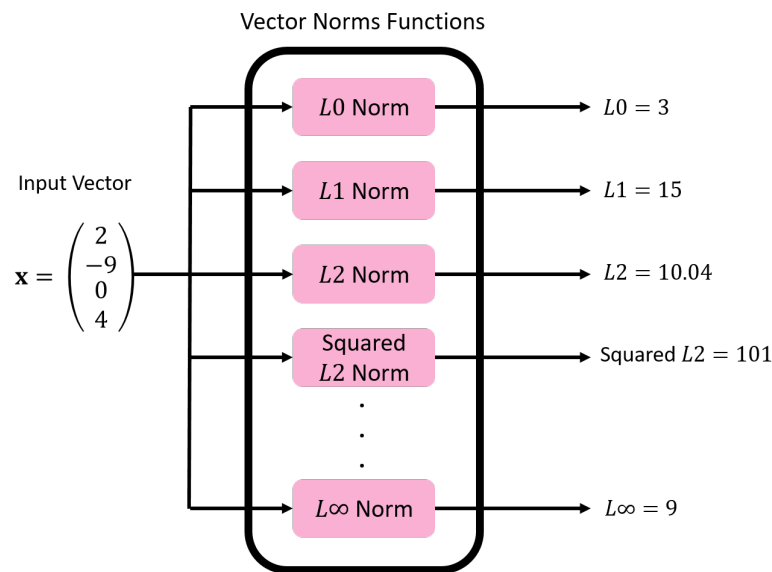 Vector Norms Functions
L0 Norm
L0 = 3
Input Vector
L1 Norm
L1 = 15
x = (2 −9 0 4)
L2 Norm
L2 = 10.04
Squared
L2 Norm
Squared L2 = 101
. . .
L∞ Norm
L∞ = 9